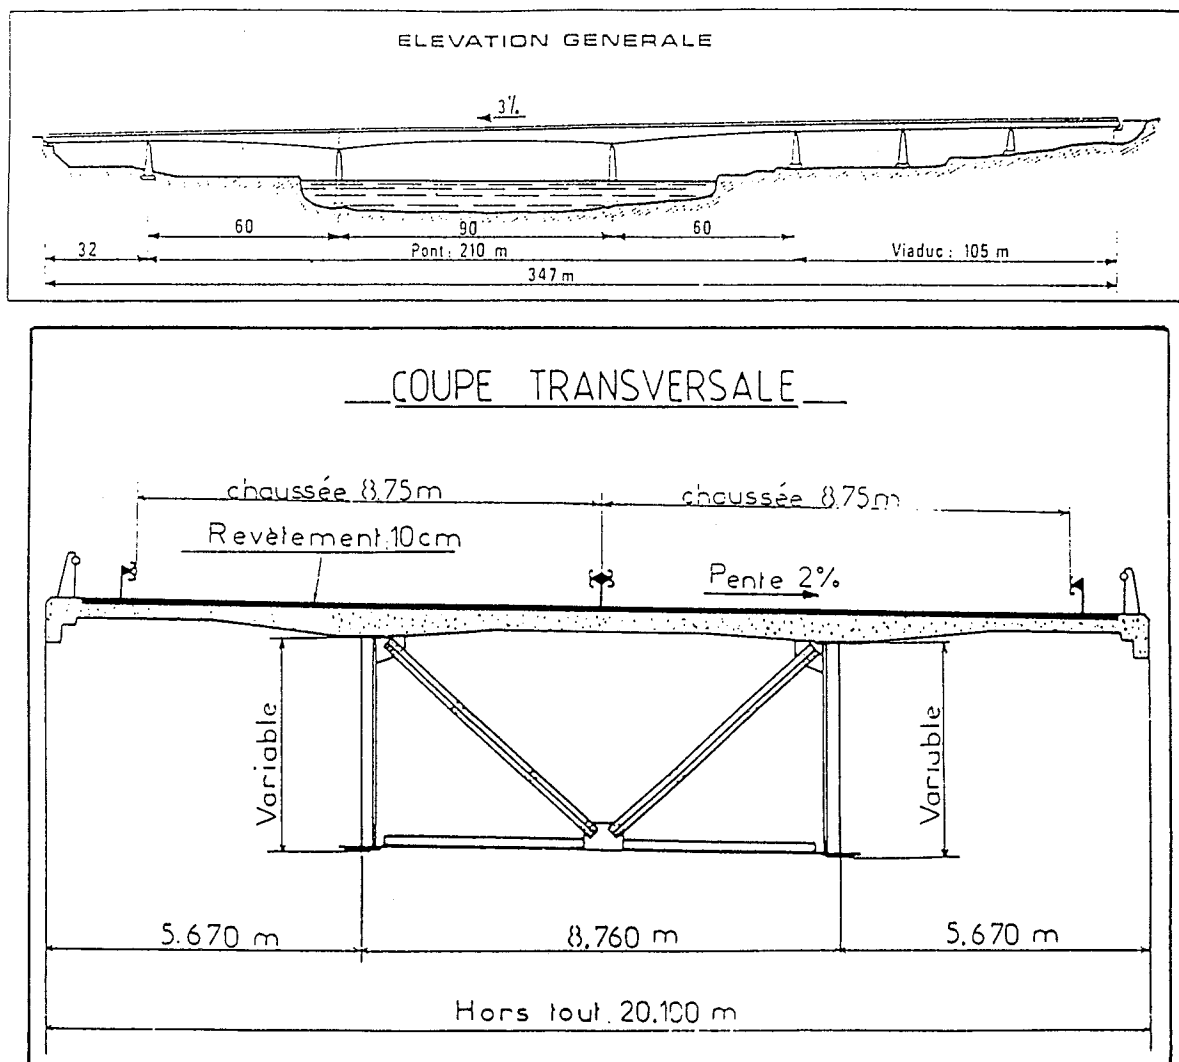 ELEVATION GENERALE
3%
60 90 60
32 Pont: 210 m Viaduc: 105 m
347 m
COUPE TRANSVERSALE
chaussée 8.75m chaussée 8.75m
Revètement.10cm
Pente 2%
Variable Variable
5.670 m 8.760 m 5.670 m
Hors tout. 20.100 m